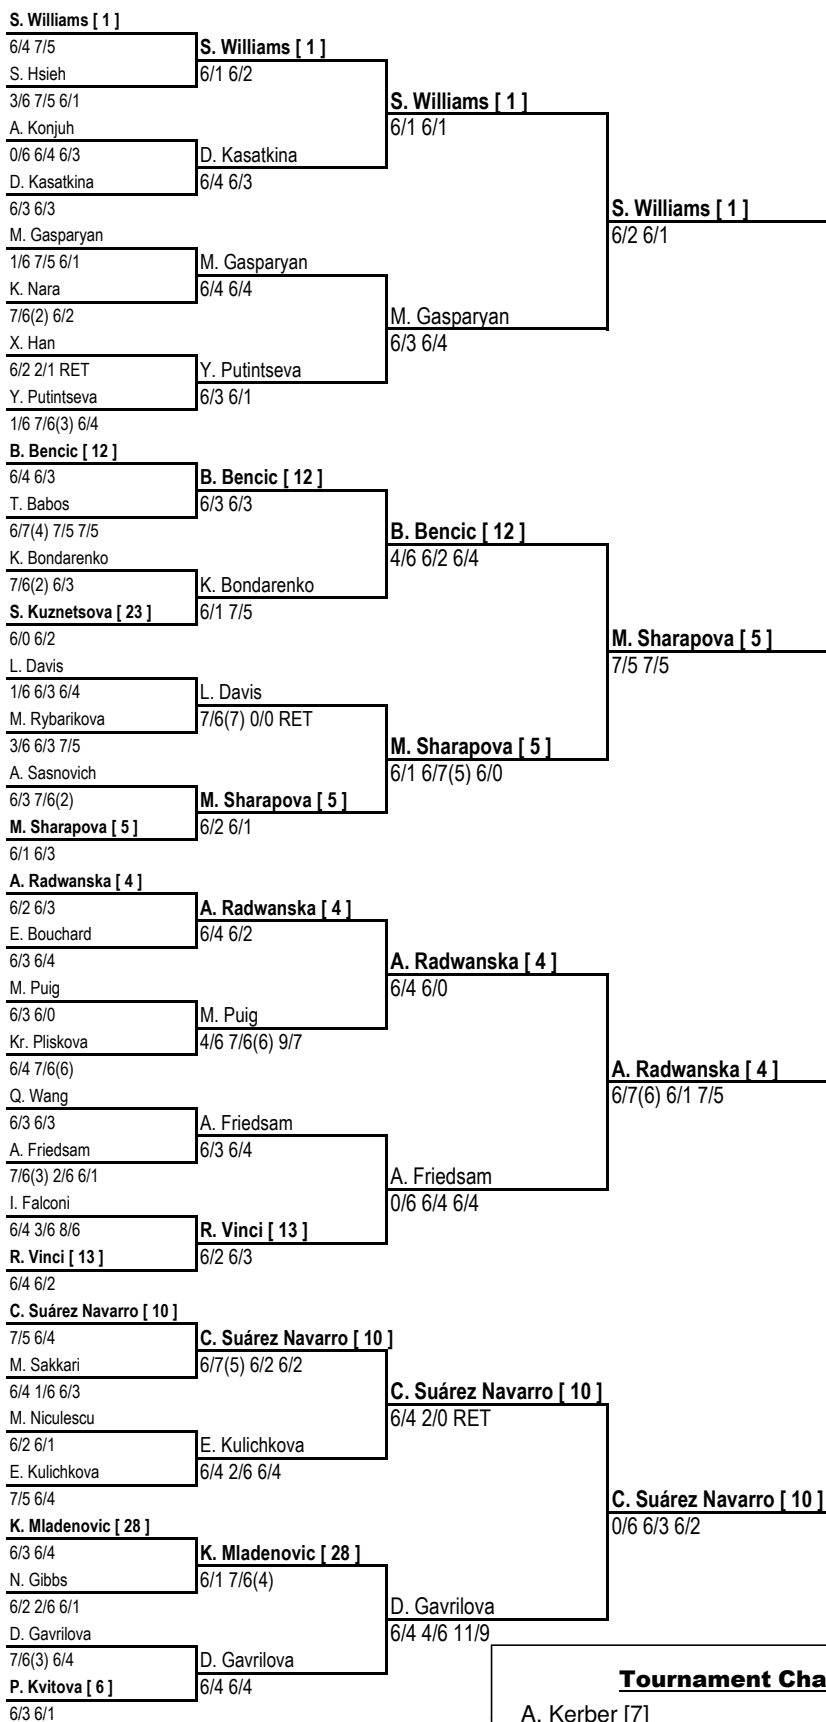 S. Williams [ 1 ]
6/4 7/5
S. Hsieh
3/6 7/5 6/1
A. Konjuh
0/6 6/4 6/3
D. Kasatkina
6/3 6/3
M. Gasparyan
1/6 7/5 6/1
K. Nara
7/6(2) 6/2
X. Han
6/2 2/1 RET
Y. Putintseva
1/6 7/6(3) 6/4
B. Bencic [ 12 ]
6/4 6/3
T. Babos
6/7(4) 7/5 7/5
K. Bondarenko
7/6(2) 6/3
S. Kuznetsova [ 23 ]
6/0 6/2
L. Davis
1/6 6/3 6/4
M. Rybarikova
3/6 6/3 7/5
A. Sasnovich
6/3 7/6(2)
M. Sharapova [ 5 ]
6/1 6/3
A. Radwanska [ 4 ]
6/2 6/3
E. Bouchard
6/3 6/4
M. Puig
6/3 6/0
Kr. Pliskova
6/4 7/6(6)
Q. Wang
6/3 6/3
A. Friedsam
7/6(3) 2/6 6/1
I. Falconi
6/4 3/6 8/6
R. Vinci [ 13 ]
6/4 6/2
C. Suárez Navarro [ 10 ]
7/5 6/4
M. Sakkari
6/4 1/6 6/3
M. Niculescu
6/2 6/1
E. Kulichkova
7/5 6/4
K. Mladenovic [ 28 ]
6/3 6/4
N. Gibbs
6/2 2/6 6/1
D. Gavrilova
7/6(3) 6/4
P. Kvitova [ 6 ]
6/3 6/1
S. Williams [ 1 ]
6/1 6/2
D. Kasatkina
6/4 6/3
M. Gasparyan
6/4 6/4
Y. Putintseva
6/3 6/1
B. Bencic [ 12 ]
6/3 6/3
K. Bondarenko
6/1 7/5
L. Davis
7/6(7) 0/0 RET
M. Sharapova [ 5 ]
6/2 6/1
A. Radwanska [ 4 ]
6/4 6/2
M. Puig
4/6 7/6(6) 9/7
A. Friedsam
6/3 6/4
R. Vinci [ 13 ]
6/2 6/3
C. Suárez Navarro [ 10 ]
6/7(5) 6/2 6/2
E. Kulichkova
6/4 2/6 6/4
K. Mladenovic [ 28 ]
6/1 7/6(4)
D. Gavrilova
6/4 6/4
S. Williams [ 1 ]
6/1 6/1
M. Gasparyan
6/3 6/4
B. Bencic [ 12 ]
4/6 6/2 6/4
M. Sharapova [ 5 ]
6/1 6/7(5) 6/0
A. Radwanska [ 4 ]
6/4 6/0
A. Friedsam
0/6 6/4 6/4
C. Suárez Navarro [ 10 ]
6/4 2/0 RET
D. Gavrilova
6/4 4/6 11/9
S. Williams [ 1 ]
6/2 6/1
M. Sharapova [ 5 ]
7/5 7/5
A. Radwanska [ 4 ]
6/7(6) 6/1 7/5
C. Suárez Navarro [ 10 ]
0/6 6/3 6/2
Tournament Cha
A. Kerber [7]